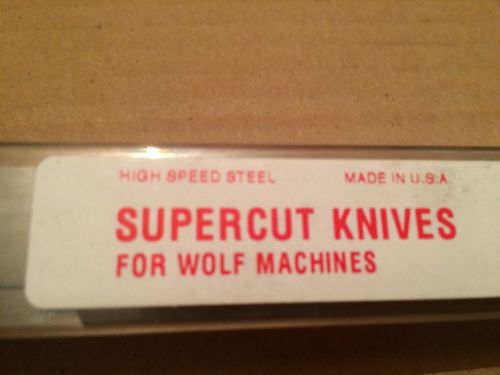 HIGH SPEED STEEL MADE IN U.S.A.
SUPERCUT KNIVES
FOR WOLF MACHINES